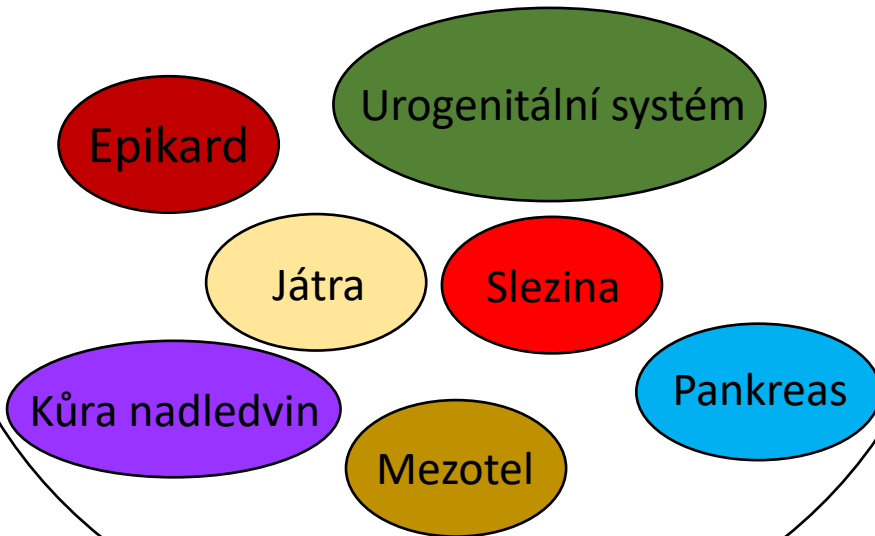 Urogenitální systém
Epikard
Játra
Slezina
Pankreas
Kůra nadledvin
Mezotel